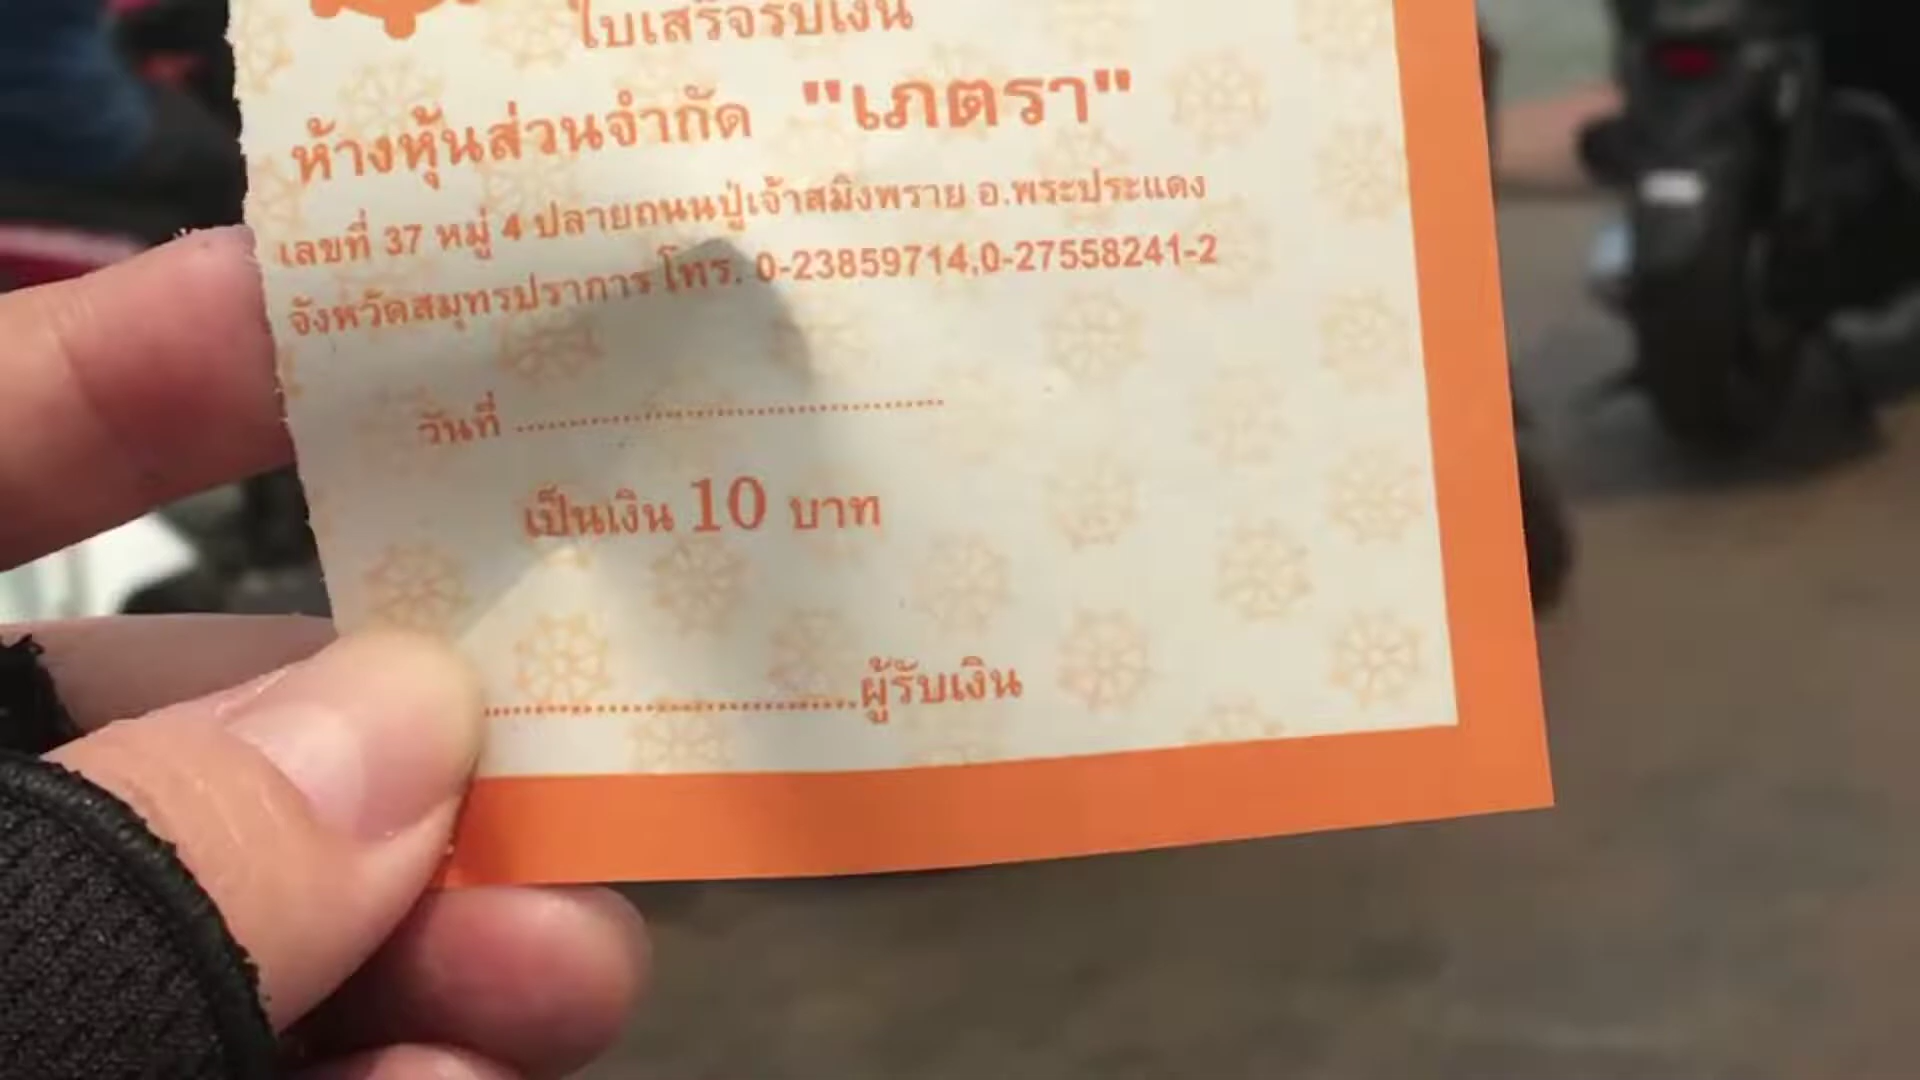 ใบเสร็จรับเงิน
ห้างหุ้นส่วนจำกัด "เภตรา"
เลขที่ 37 หมู่ 4 ปลายถนนปู่เจ้าสมิงพราย อ.พระประแดง
จังหวัดสมุทรปราการ โทร. 0-23859714,0-27558241-2
วันที่ ........................................
เป็นเงิน 10 บาท
........................................ผู้รับเงิน